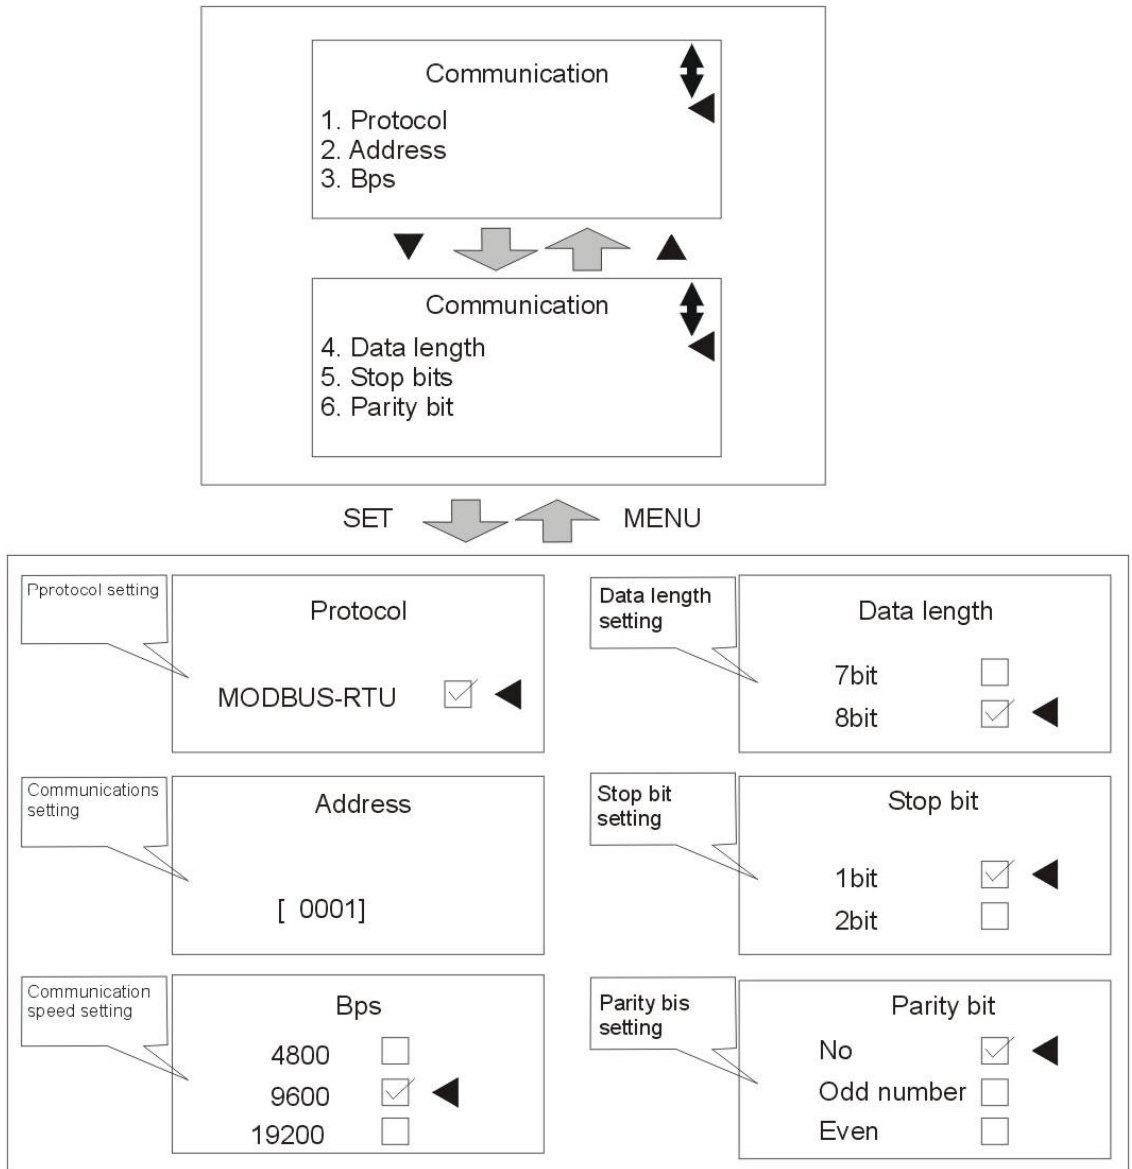 Communication
1. Protocol
2. Address
3. Bps
Communication
4. Data length
5. Stop bits
6. Parity bit
SET
MENU
Pprotocol setting
Protocol
MODBUS-RTU
Data length
setting
Data length
7bit
8bit
Communications
setting
Address
[ 0001]
Stop bit
setting
Stop bit
1bit
2bit
Communication
speed setting
Bps
4800
9600
19200
Parity bis
setting
Parity bit
No
Odd number
Even